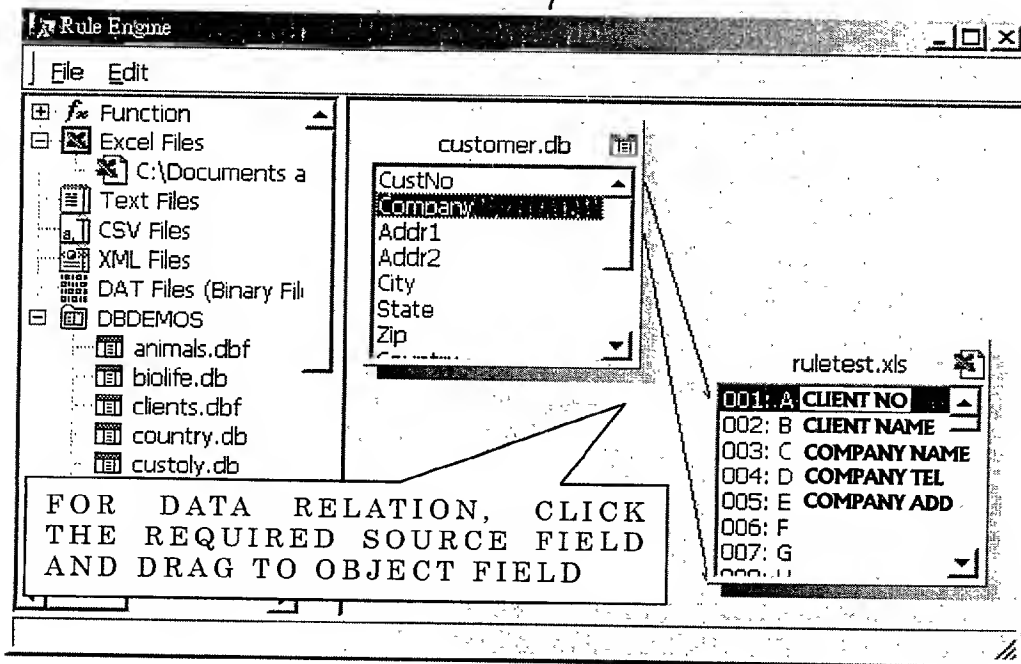 Rule Engine
File Edit
Function
Excel Files
C:\Documents a
Text Files
CSV Files
XML Files
DAT Files (Binary Fil
DBDEMOS
animals.dbf
biolife.db
clients.dbf
country.db
custoly.db
customer.db
CustNo
Company
Addr1
Addr2
City
State
Zip
Country
ruletest.xls
001: A CLIENT NO
002: B CLIENT NAME
003: C COMPANY NAME
004: D COMPANY TEL
005: E COMPANY ADD
006: F
007: G
FOR DATA RELATION, CLICK
THE REQUIRED SOURCE FIELD
AND DRAG TO OBJECT FIELD